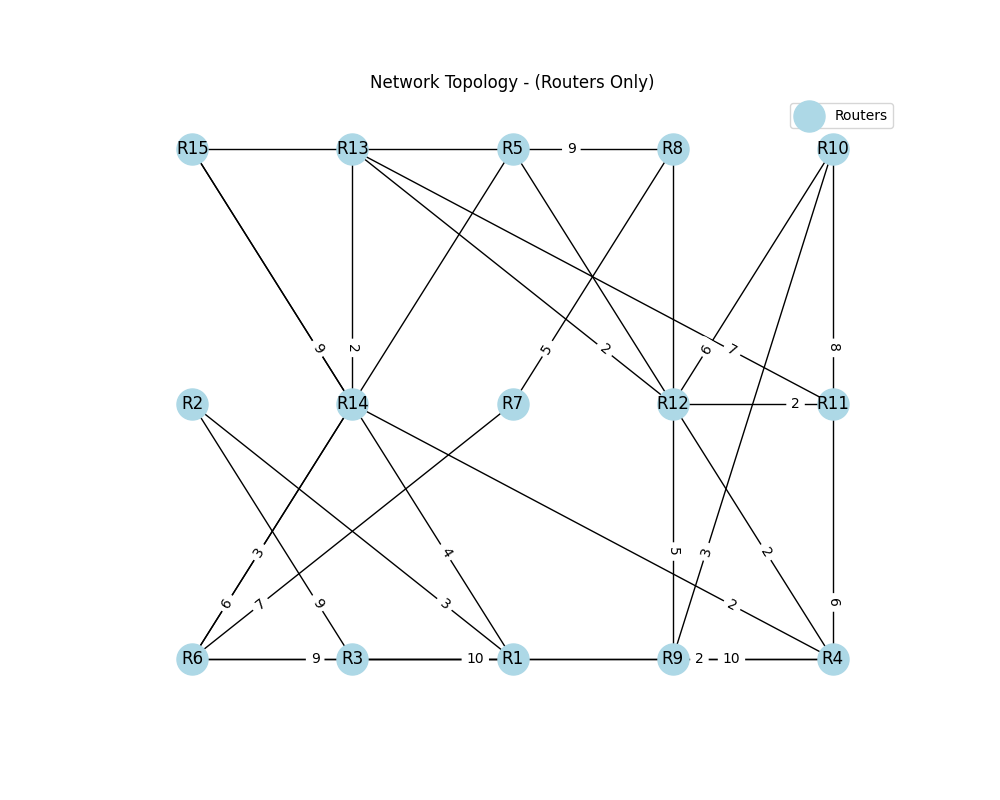 Network Topology - (Routers Only)
Routers
R15 R13 R5 9 R8 R10
9 2 5 2 6 7 8
R2 R14 R7 R12 2 R11
3 5 3 2
6 7 9 4 3 2 6
R6 9 R3 10 R1 R9 2 10 R4